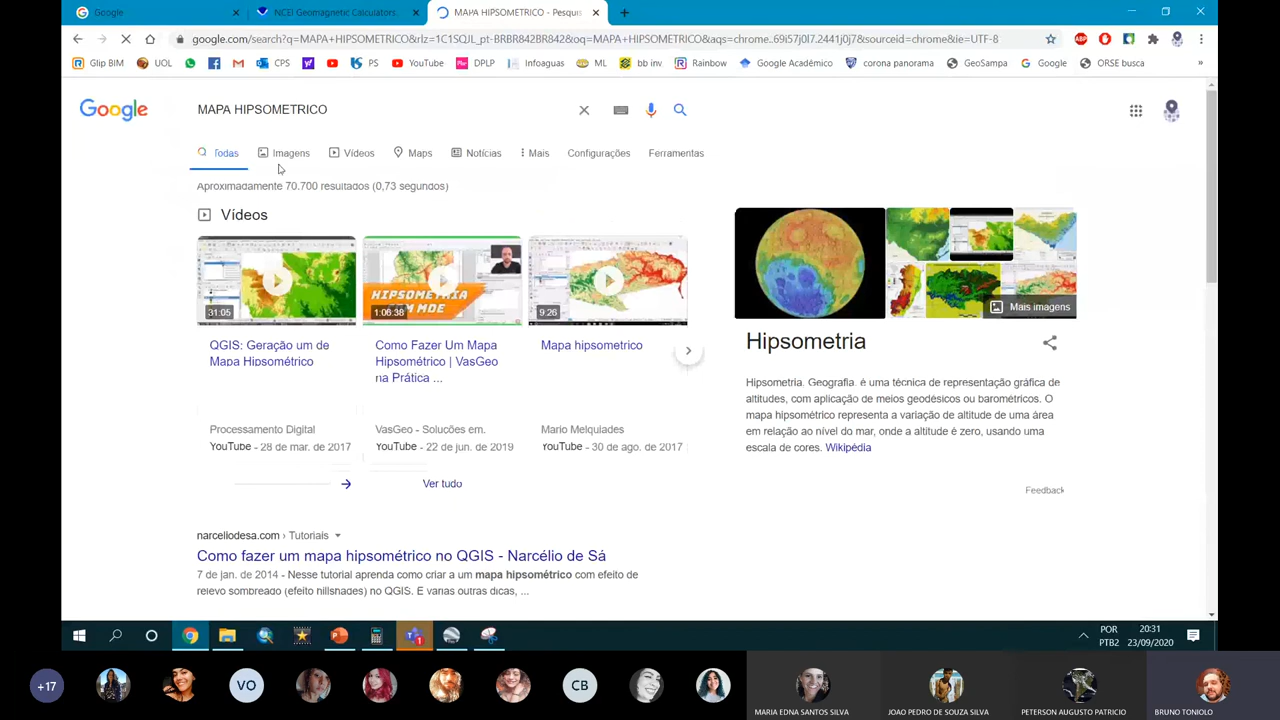 Google
NCEI Geomagnetic Calculators
MAPA HIPSOMETRICO - Pesquis
google.com/search?q=MAPA+HIPSOMETRICO&rlz=1C1SQJL_pt-BRBR842BR842&oq=MAPA+HIPSOMETRICO&aqs=chrome..69i57j0l7.2441j0j7&sourceid=chrome&ie=UTF-8
Glip BIM UOL CPS PS YouTube DPLP Infoaguas ML bb inv Rainbow Google Acadêmico corona panorama GeoSampa Google ORSE busca »
Google MAPA HIPSOMETRICO
Todas Imagens Vídeos Maps Notícias Mais Configurações Ferramentas
Aproximadamente 70.700 resultados (0,73 segundos)
Vídeos
HIPSOMETRIA
31:05 1:06:38 9:26
Mais imagens
QGIS: Geração um de
Mapa Hipsométrico
Como Fazer Um Mapa
Hipsométrico | VasGeo
na Prática ...
Mapa hipsometrico
Processamento Digital
YouTube - 28 de mar. de 2017
VasGeo - Soluções em.
YouTube - 22 de jun. de 2019
Mario Melquiades
YouTube - 30 de ago. de 2017
Ver tudo
Hipsometria
Hipsometria. Geografia. é uma técnica de representação gráfica de
altitudes, com aplicação de meios geodésicos ou barométricos. O
mapa hipsométrico representa a variação de altitude de uma área
em relação ao nível do mar, onde a altitude é zero, usando uma
escala de cores. Wikipédia
Feedback
narceliodesa.com › Tutoriais
Como fazer um mapa hipsométrico no QGIS - Narcélio de Sá
7 de jan. de 2014 - Nesse tutorial aprenda como criar a um mapa hipsométrico com efeito de
relevo sombreado (efeito hillshades) no QGIS. E varias outras dicas, ...
POR
PTB2
20:31
23/09/2020
+17
VO
CB
MARIA EDNA SANTOS SILVA
JOAO PEDRO DE SOUZA SILVA
PETERSON AUGUSTO PATRICIO
BRUNO TONIOLO